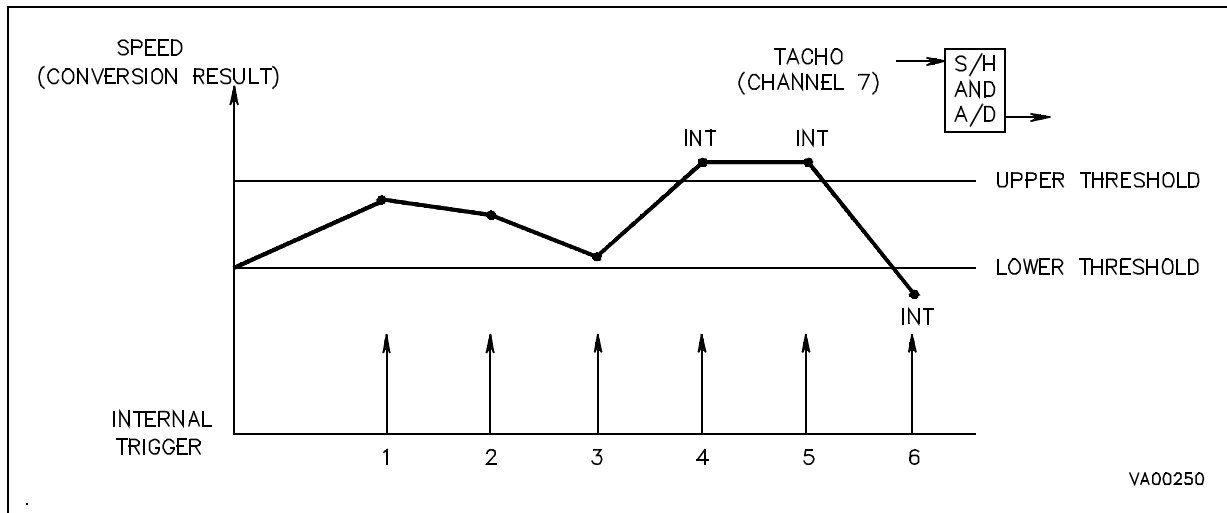 SPEED
(CONVERSION RESULT)
TACHO
(CHANNEL 7)
S/H
AND
A/D
INT
INT
UPPER THRESHOLD
LOWER THRESHOLD
INT
INTERNAL
TRIGGER
1 2 3 4 5 6
VA00250